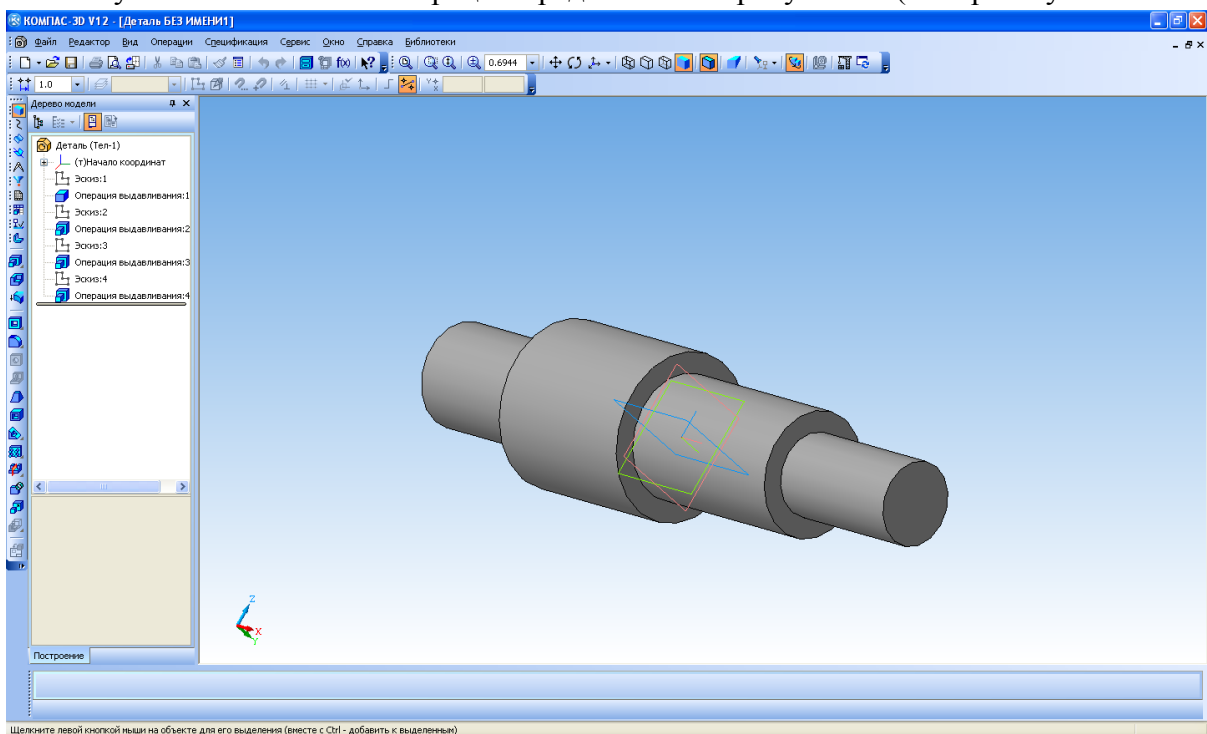 КОМПАС-3D V12 - [Деталь БЕЗ ИМЕНИ1]
Файл Редактор Вид Операции Спецификация Сервис Окно Справка Библиотеки
0.6944
1.0
Дерево модели
Деталь (Тел-1)
(т)Начало координат
Эскиз:1
Операция выдавливания:1
Эскиз:2
Операция выдавливания:2
Эскиз:3
Операция выдавливания:3
Эскиз:4
Операция выдавливания:4
Z
X
Y
Построение
Щелкните левой кнопкой мыши на объекте для его выделения (вместе с Ctrl - добавить к выделенным)